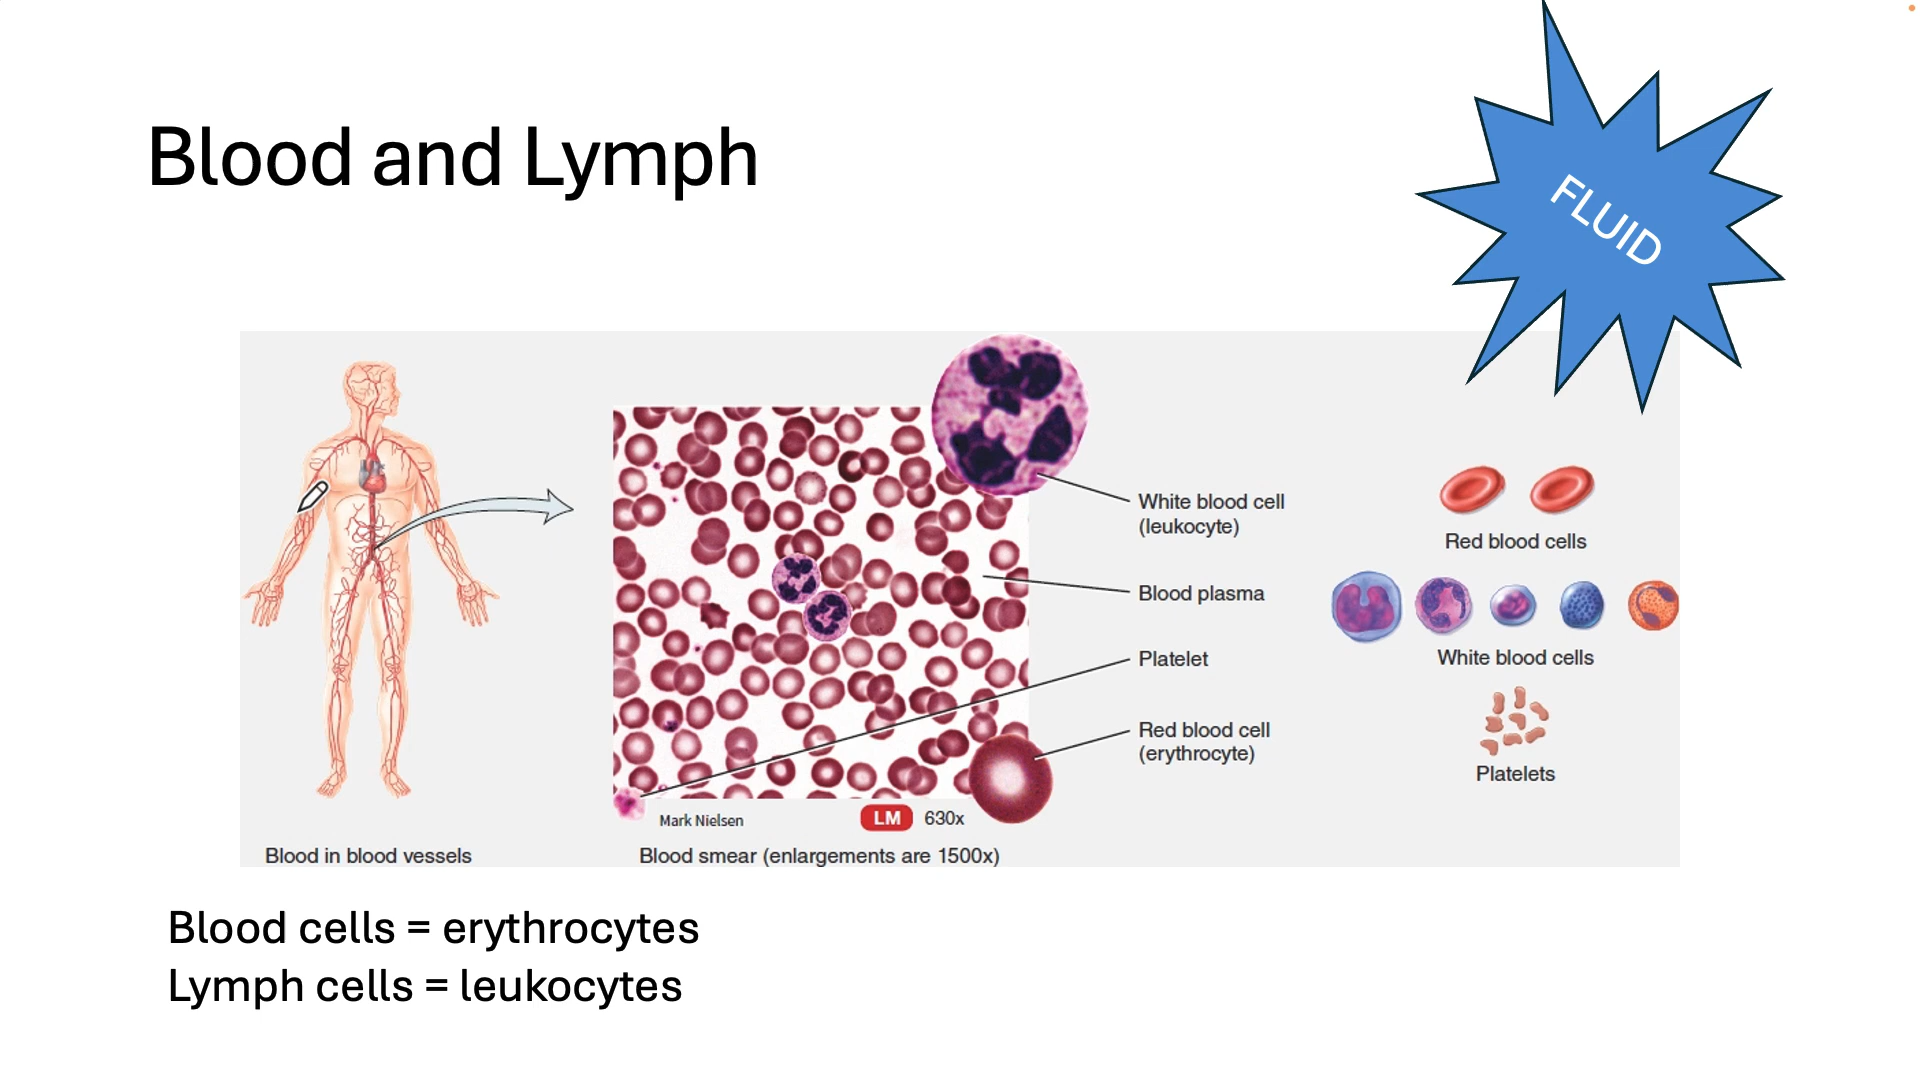 Blood and Lymph
FLUID
White blood cell
(leukocyte)
Blood plasma
Platelet
Red blood cell
(erythrocyte)
Red blood cells
White blood cells
Platelets
Mark Nielsen
LM 630x
Blood in blood vessels
Blood smear (enlargements are 1500x)
Blood cells = erythrocytes
Lymph cells = leukocytes